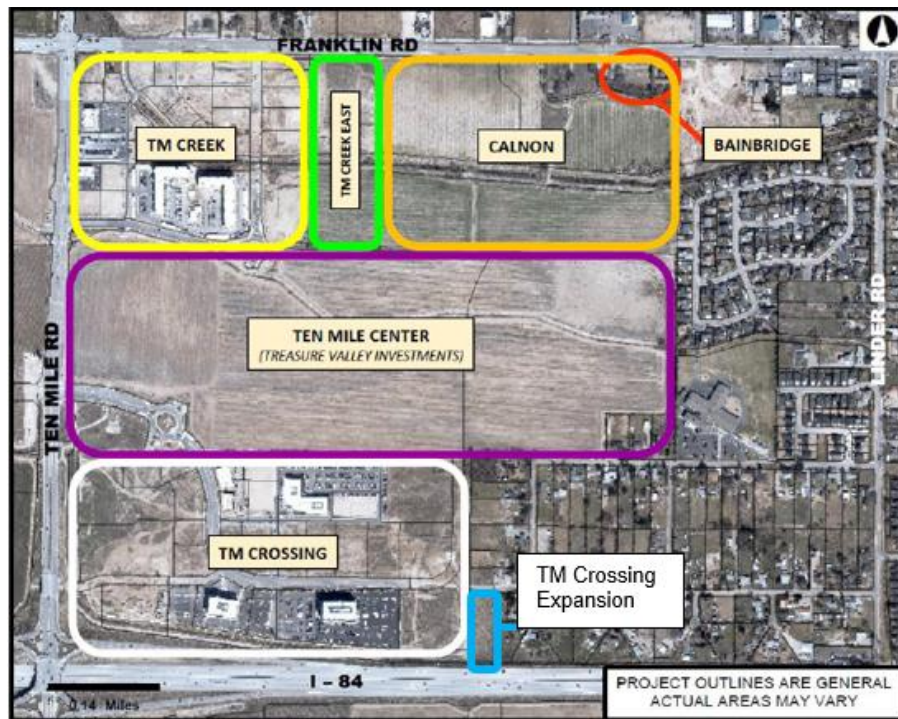 FRANKLIN RD
TM CREEK
TM CREEK EAST
CALNON
BAINBRIDGE
TEN MILE CENTER
(TREASURE VALLEY INVESTMENTS)
TEN MILE RD
LINDER RD
TM CROSSING
TM Crossing
Expansion
I - 84
0.14 Miles
PROJECT OUTLINES ARE GENERAL
ACTUAL AREAS MAY VARY